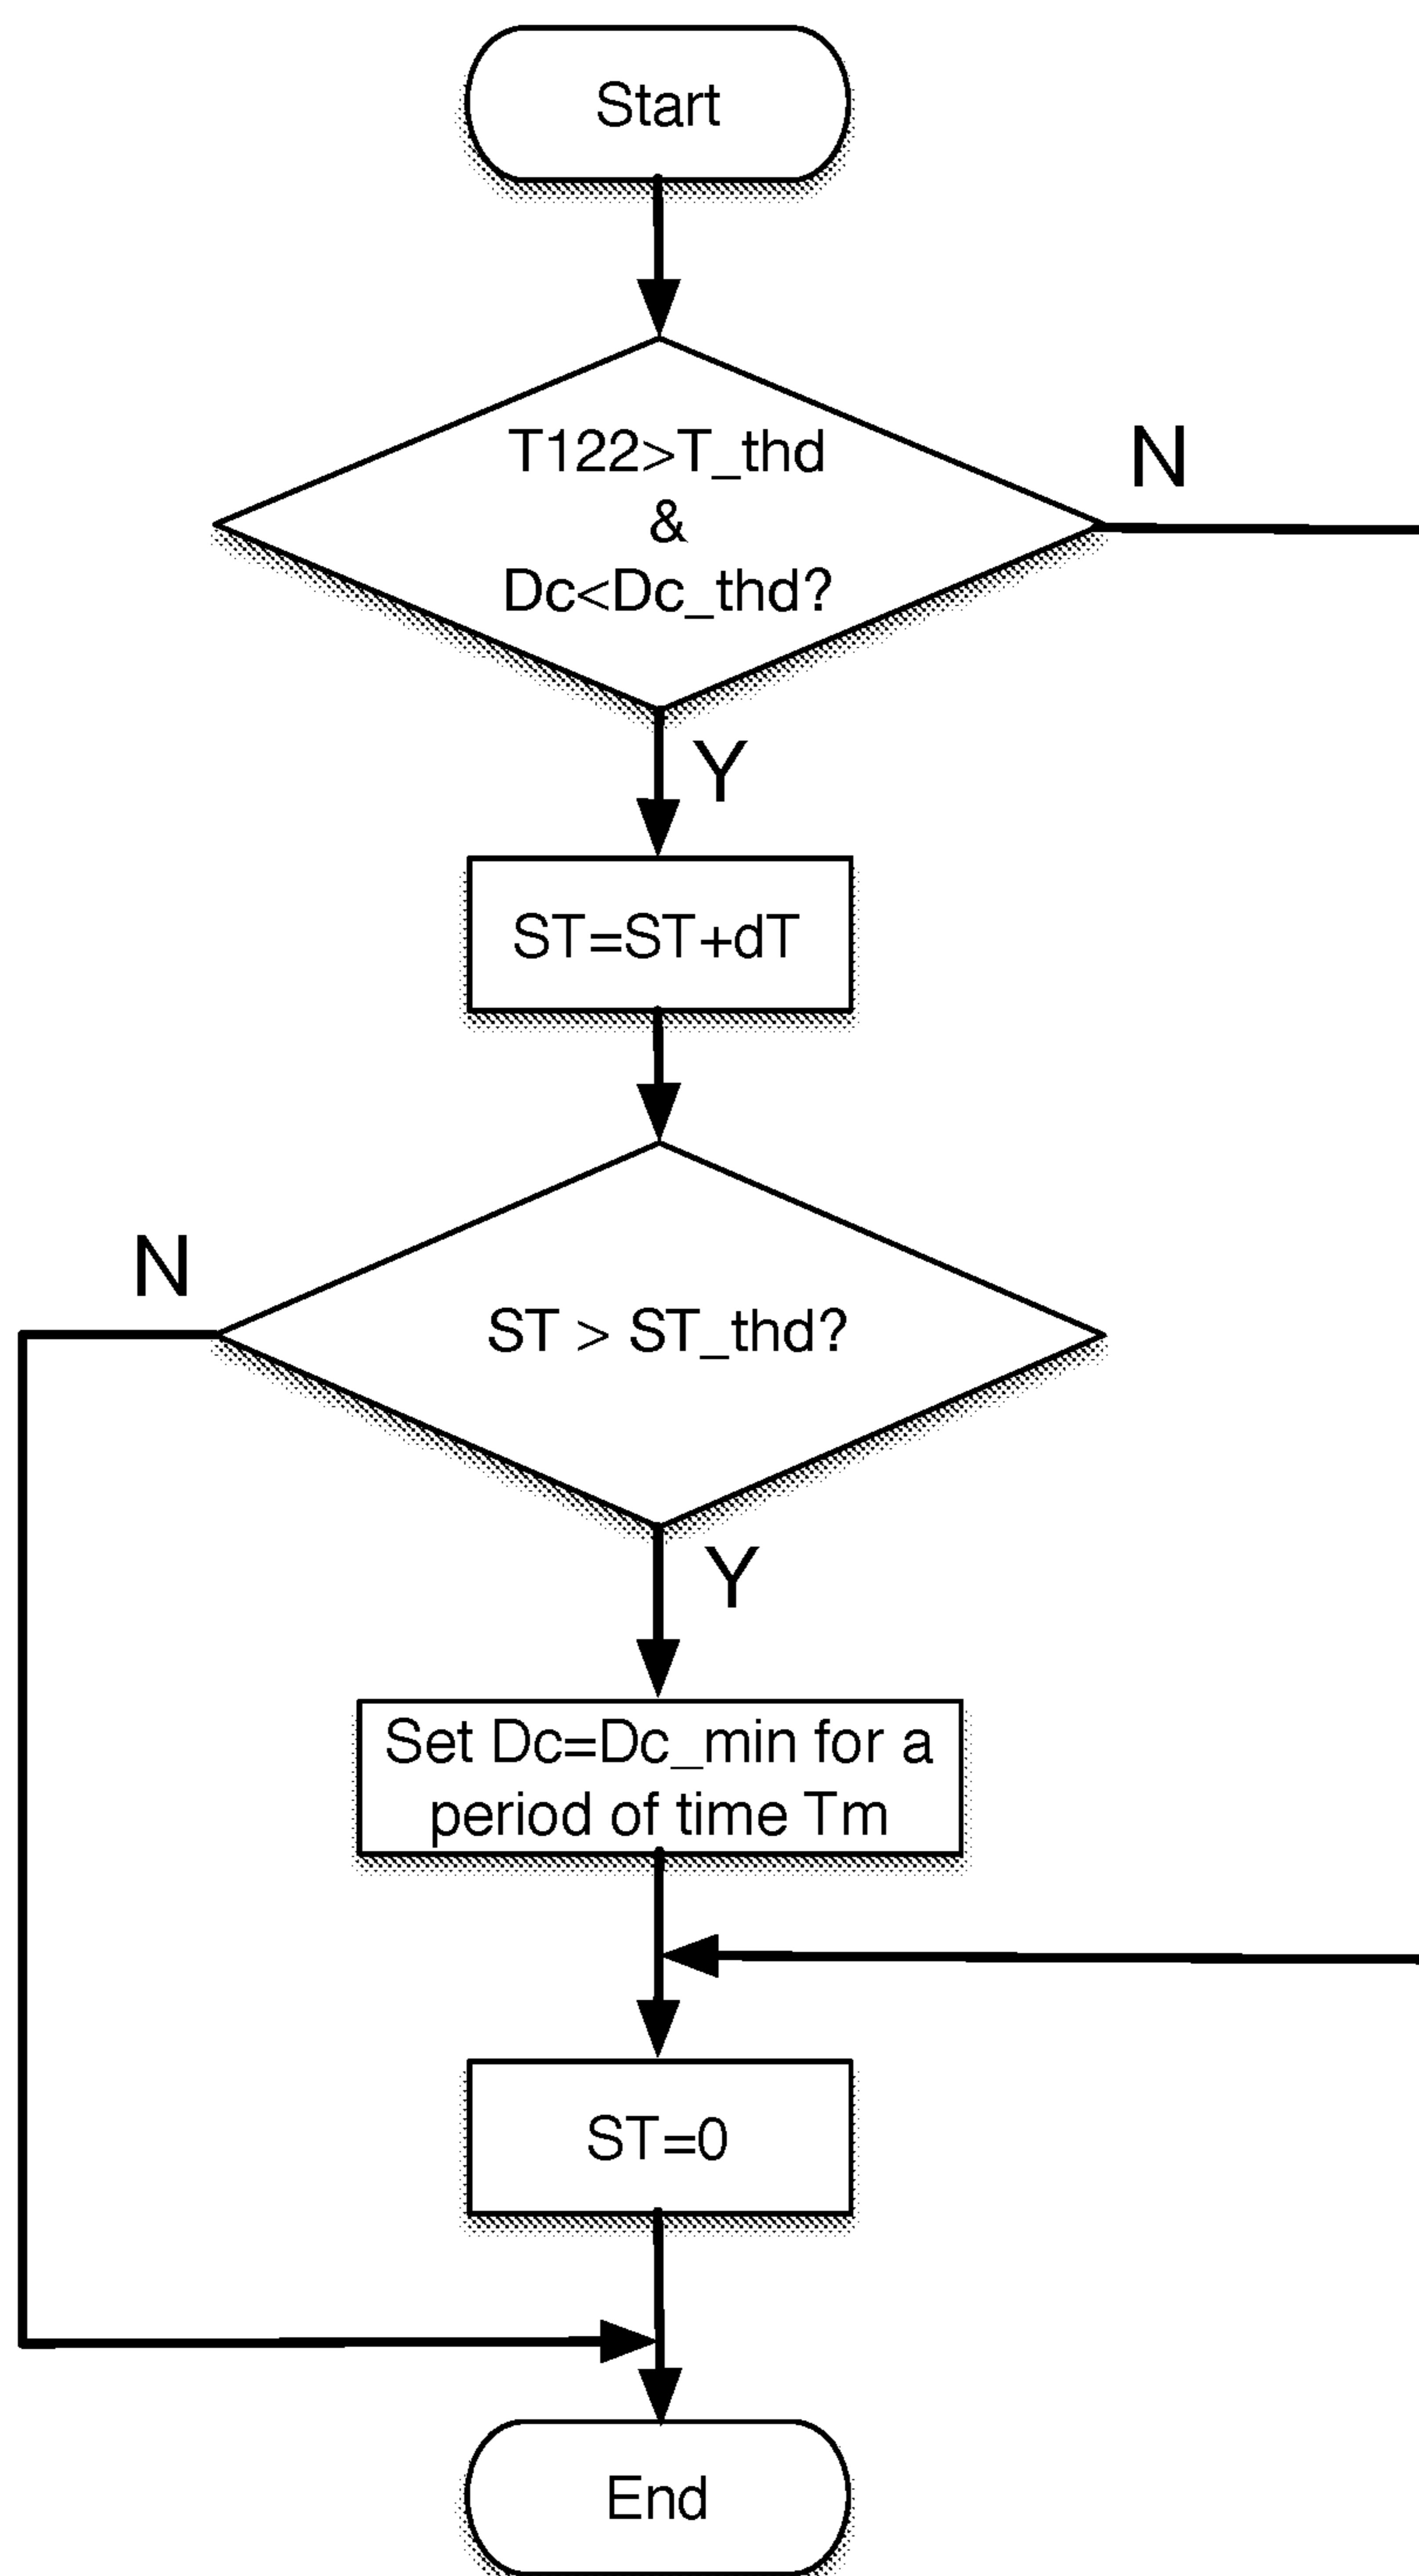 Start
T122>T_thd
&
Dc<Dc_thd?
N
Y
ST=ST+dT
N
ST > ST_thd?
Y
Set Dc=Dc_min for a
period of time Tm
ST=0
End